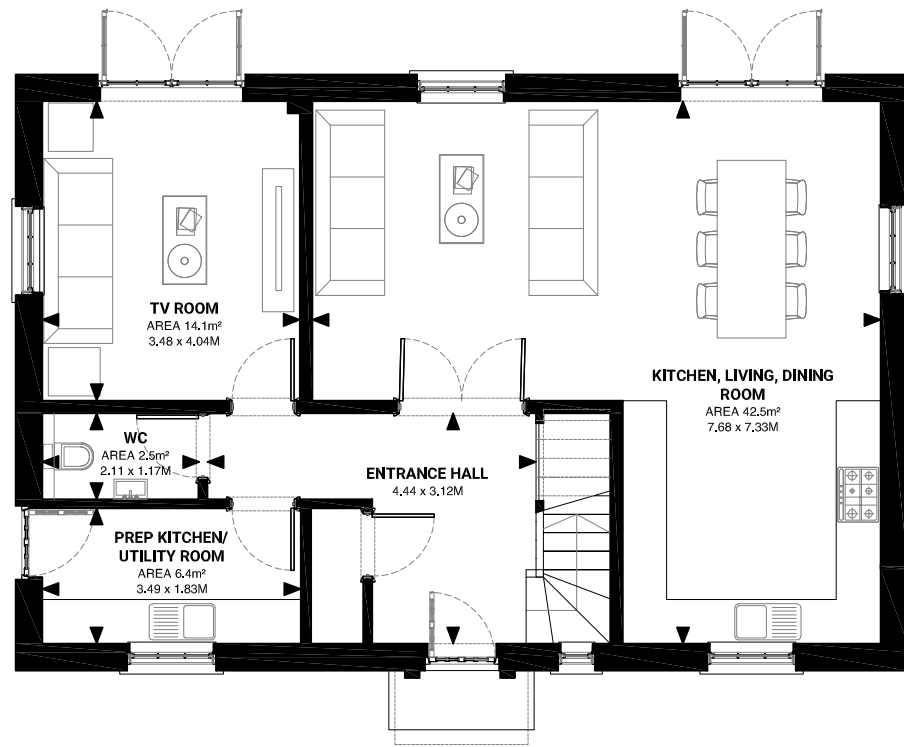 TV ROOM
AREA 14.1m²
3.48 x 4.04M
KITCHEN, LIVING, DINING
ROOM
AREA 42.5m²
7.68 x 7.33M
WC
AREA 2.5m²
2.11 x 1.17M
ENTRANCE HALL
4.44 x 3.12M
PREP KITCHEN/
UTILITY ROOM
AREA 6.4m²
3.49 x 1.83M